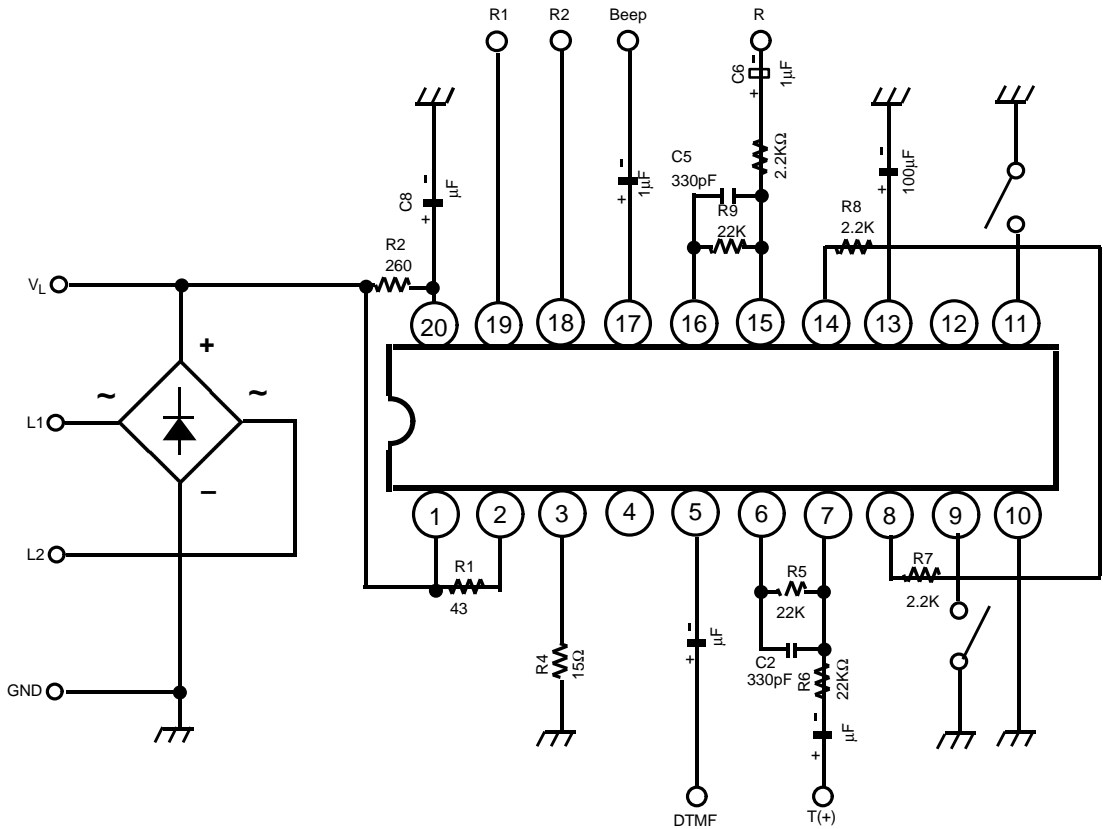 R1 R2 Beep R
C6 1µF
2.2KΩ
C5
330pF
C8 µF
1µF
100µF
R9
22K
R8
2.2K
R2
260
VL
20 19 18 17 16 15 14 13 12 11
+
~ ~
L1
−
1 2 3 4 5 6 7 8 9 10
L2
R1
43
R5
22K
R7
2.2K
R4 15Ω
µF
C2
330pF
R6 22KΩ
GND
µF
DTMF T(+)